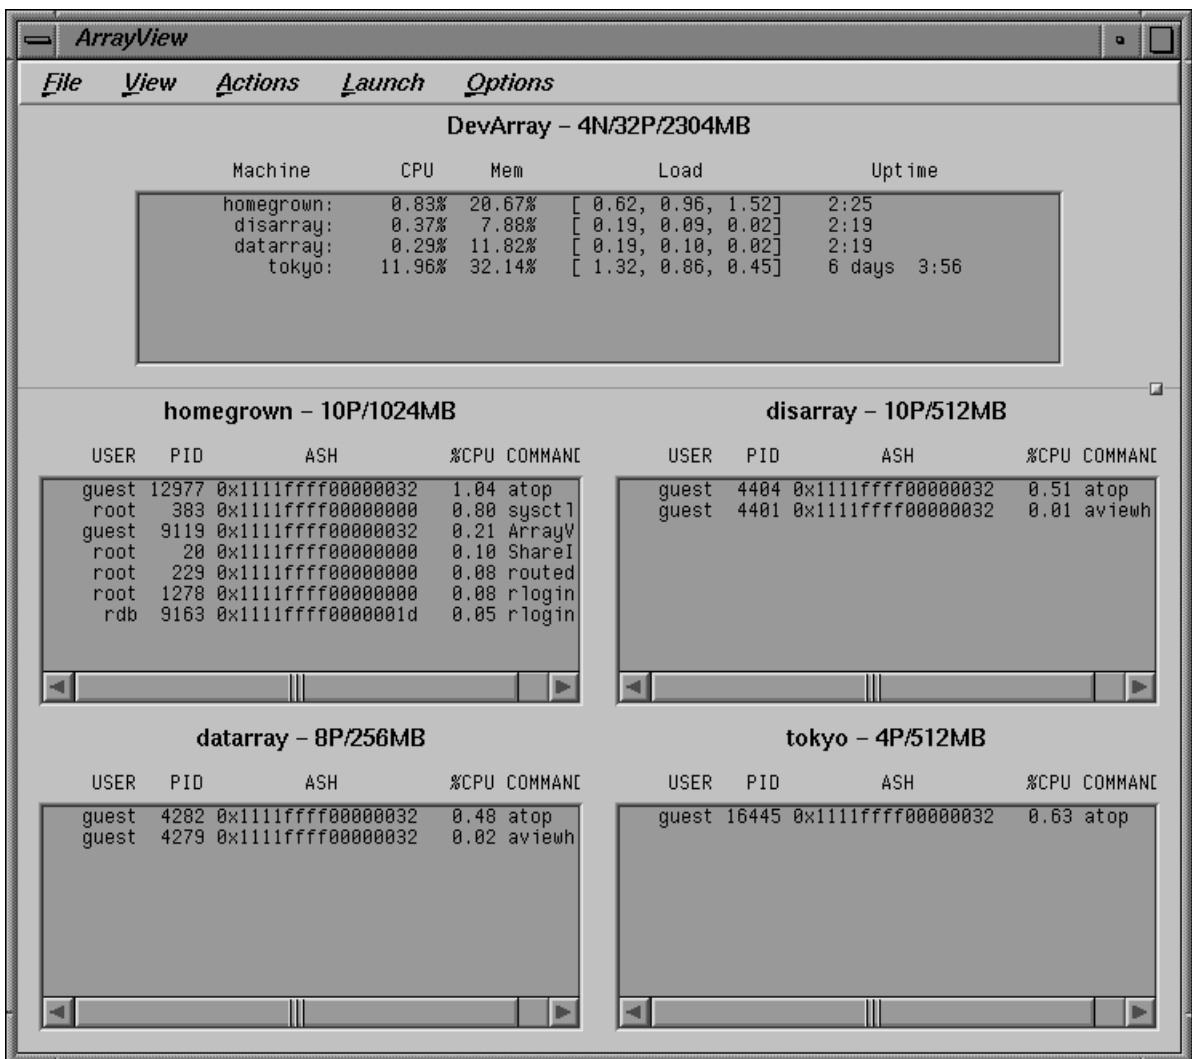 ArrayView
File View Actions Launch Options
DevArray – 4N/32P/2304MB
Machine CPU Mem Load Uptime
homegrown: 0.83% 20.67% [ 0.62, 0.96, 1.52] 2:25
disarray: 0.37% 7.88% [ 0.19, 0.09, 0.02] 2:19
datarray: 0.29% 11.82% [ 0.19, 0.10, 0.02] 2:19
tokyo: 11.96% 32.14% [ 1.32, 0.86, 0.45] 6 days 3:56
homegrown – 10P/1024MB
USER PID ASH %CPU COMMAND
guest 12977 0x1111ffff00000032 1.04 atop
root 383 0x1111ffff00000000 0.80 sysctl
guest 9119 0x1111ffff00000032 0.21 ArrayV
root 20 0x1111ffff00000000 0.10 ShareI
root 229 0x1111ffff00000000 0.08 routed
root 1278 0x1111ffff00000000 0.08 rlogin
rdb 9163 0x1111ffff0000001d 0.05 rlogin
disarray – 10P/512MB
USER PID ASH %CPU COMMAND
guest 4404 0x1111ffff00000032 0.51 atop
guest 4401 0x1111ffff00000032 0.01 aviewh
datarray – 8P/256MB
USER PID ASH %CPU COMMAND
guest 4282 0x1111ffff00000032 0.48 atop
guest 4279 0x1111ffff00000032 0.02 aviewh
tokyo – 4P/512MB
USER PID ASH %CPU COMMAND
guest 16445 0x1111ffff00000032 0.63 atop